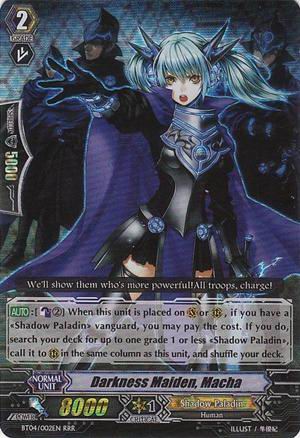 2
GRADE
5000
We'll show them who's more powerful!All troops, charge!
AUTO : [(2)] When this unit is placed on or , if you have a
«Shadow Paladin» vanguard, you may pay the cost. If you do,
search your deck for up to one grade 1 or less «Shadow Paladin»,
call it to in the same column as this unit, and shuffle your deck.
NORMAL
UNIT
Darkness Maiden, Macha
POWER
8000
1
CRITICAL
Shadow Paladin
Human
BT04/002EN RRR
ILLUST /